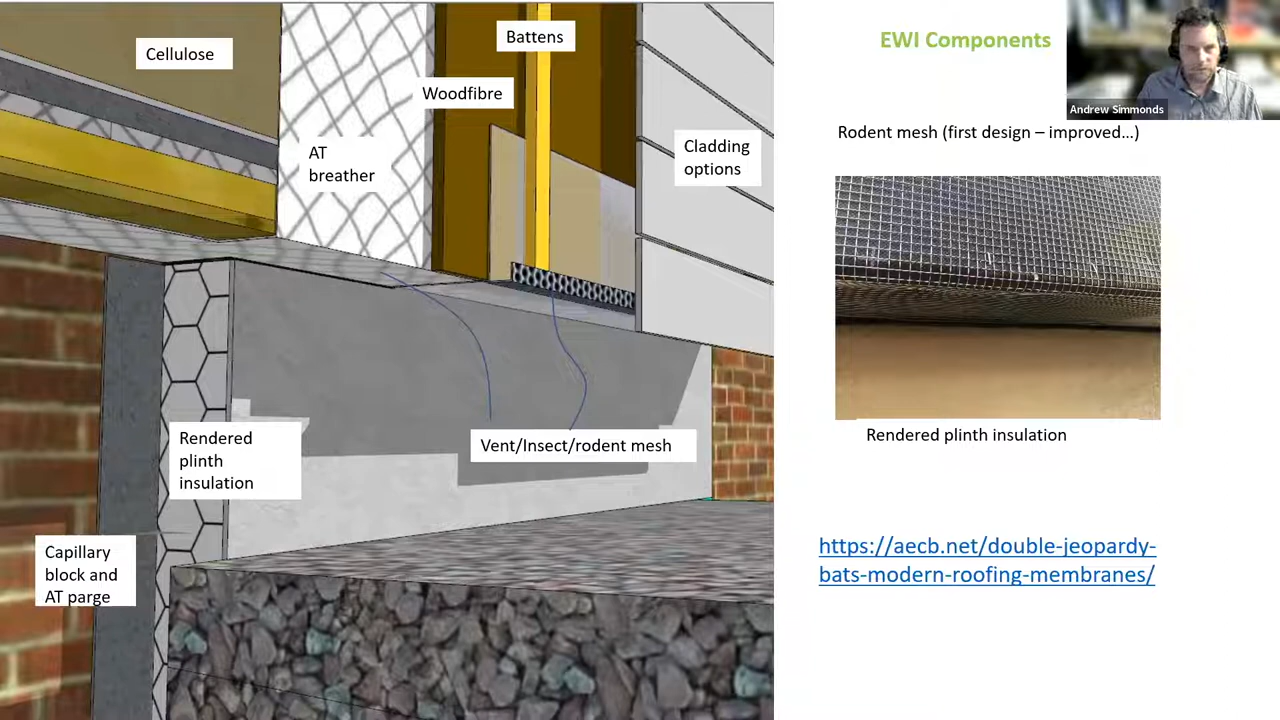 Cellulose
Battens
Woodfibre
AT
breather
Cladding
options
Rendered
plinth
insulation
Vent/Insect/rodent mesh
Capillary
block and
AT parge
EWI Components
Andrew Simmonds
Rodent mesh (first design – improved...)
Rendered plinth insulation
https://aecb.net/double-jeopardy-
bats-modern-roofing-membranes/